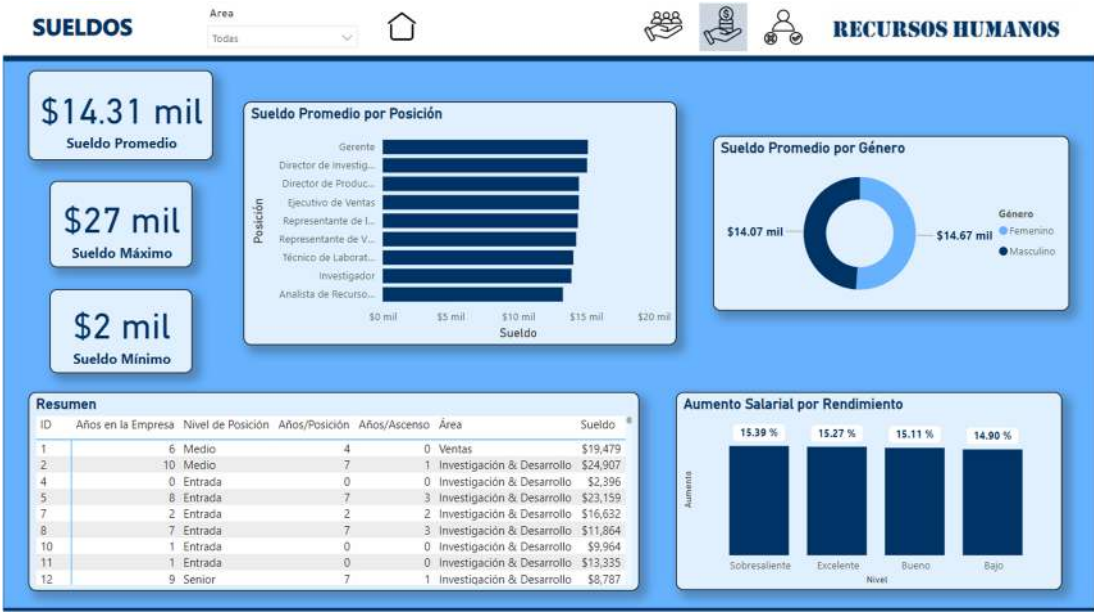 SUELDOS
Area
Todas
RECURSOS HUMANOS
$14.31 mil
Sueldo Promedio
$27 mil
Sueldo Máximo
$2 mil
Sueldo Mínimo
Sueldo Promedio por Posición
Posición
Gerente
Director de Investig...
Director de Produc...
Ejecutivo de Ventas
Representante de I...
Representante de V...
Técnico de Laborat...
Investigador
Analista de Recurso...
$0 mil $5 mil $10 mil $15 mil $20 mil
Sueldo
Sueldo Promedio por Género
$14.07 mil
$14.67 mil
Género
Femenino
Masculino
Resumen
ID Años en la Empresa Nivel de Posición Años/Posición Años/Ascenso Área Sueldo
1 6 Medio 4 0 Ventas $19,479
2 10 Medio 7 1 Investigación & Desarrollo $24,907
4 0 Entrada 0 0 Investigación & Desarrollo $2,396
5 8 Entrada 7 3 Investigación & Desarrollo $23,159
7 2 Entrada 2 2 Investigación & Desarrollo $16,632
8 7 Entrada 7 3 Investigación & Desarrollo $11,864
10 1 Entrada 0 0 Investigación & Desarrollo $9,964
11 1 Entrada 0 0 Investigación & Desarrollo $13,335
12 9 Senior 7 1 Investigación & Desarrollo $8,787
Aumento Salarial por Rendimiento
Aumento
15.39 % 15.27 % 15.11 % 14.90 %
Sobresaliente Excelente Bueno Bajo
Nivel